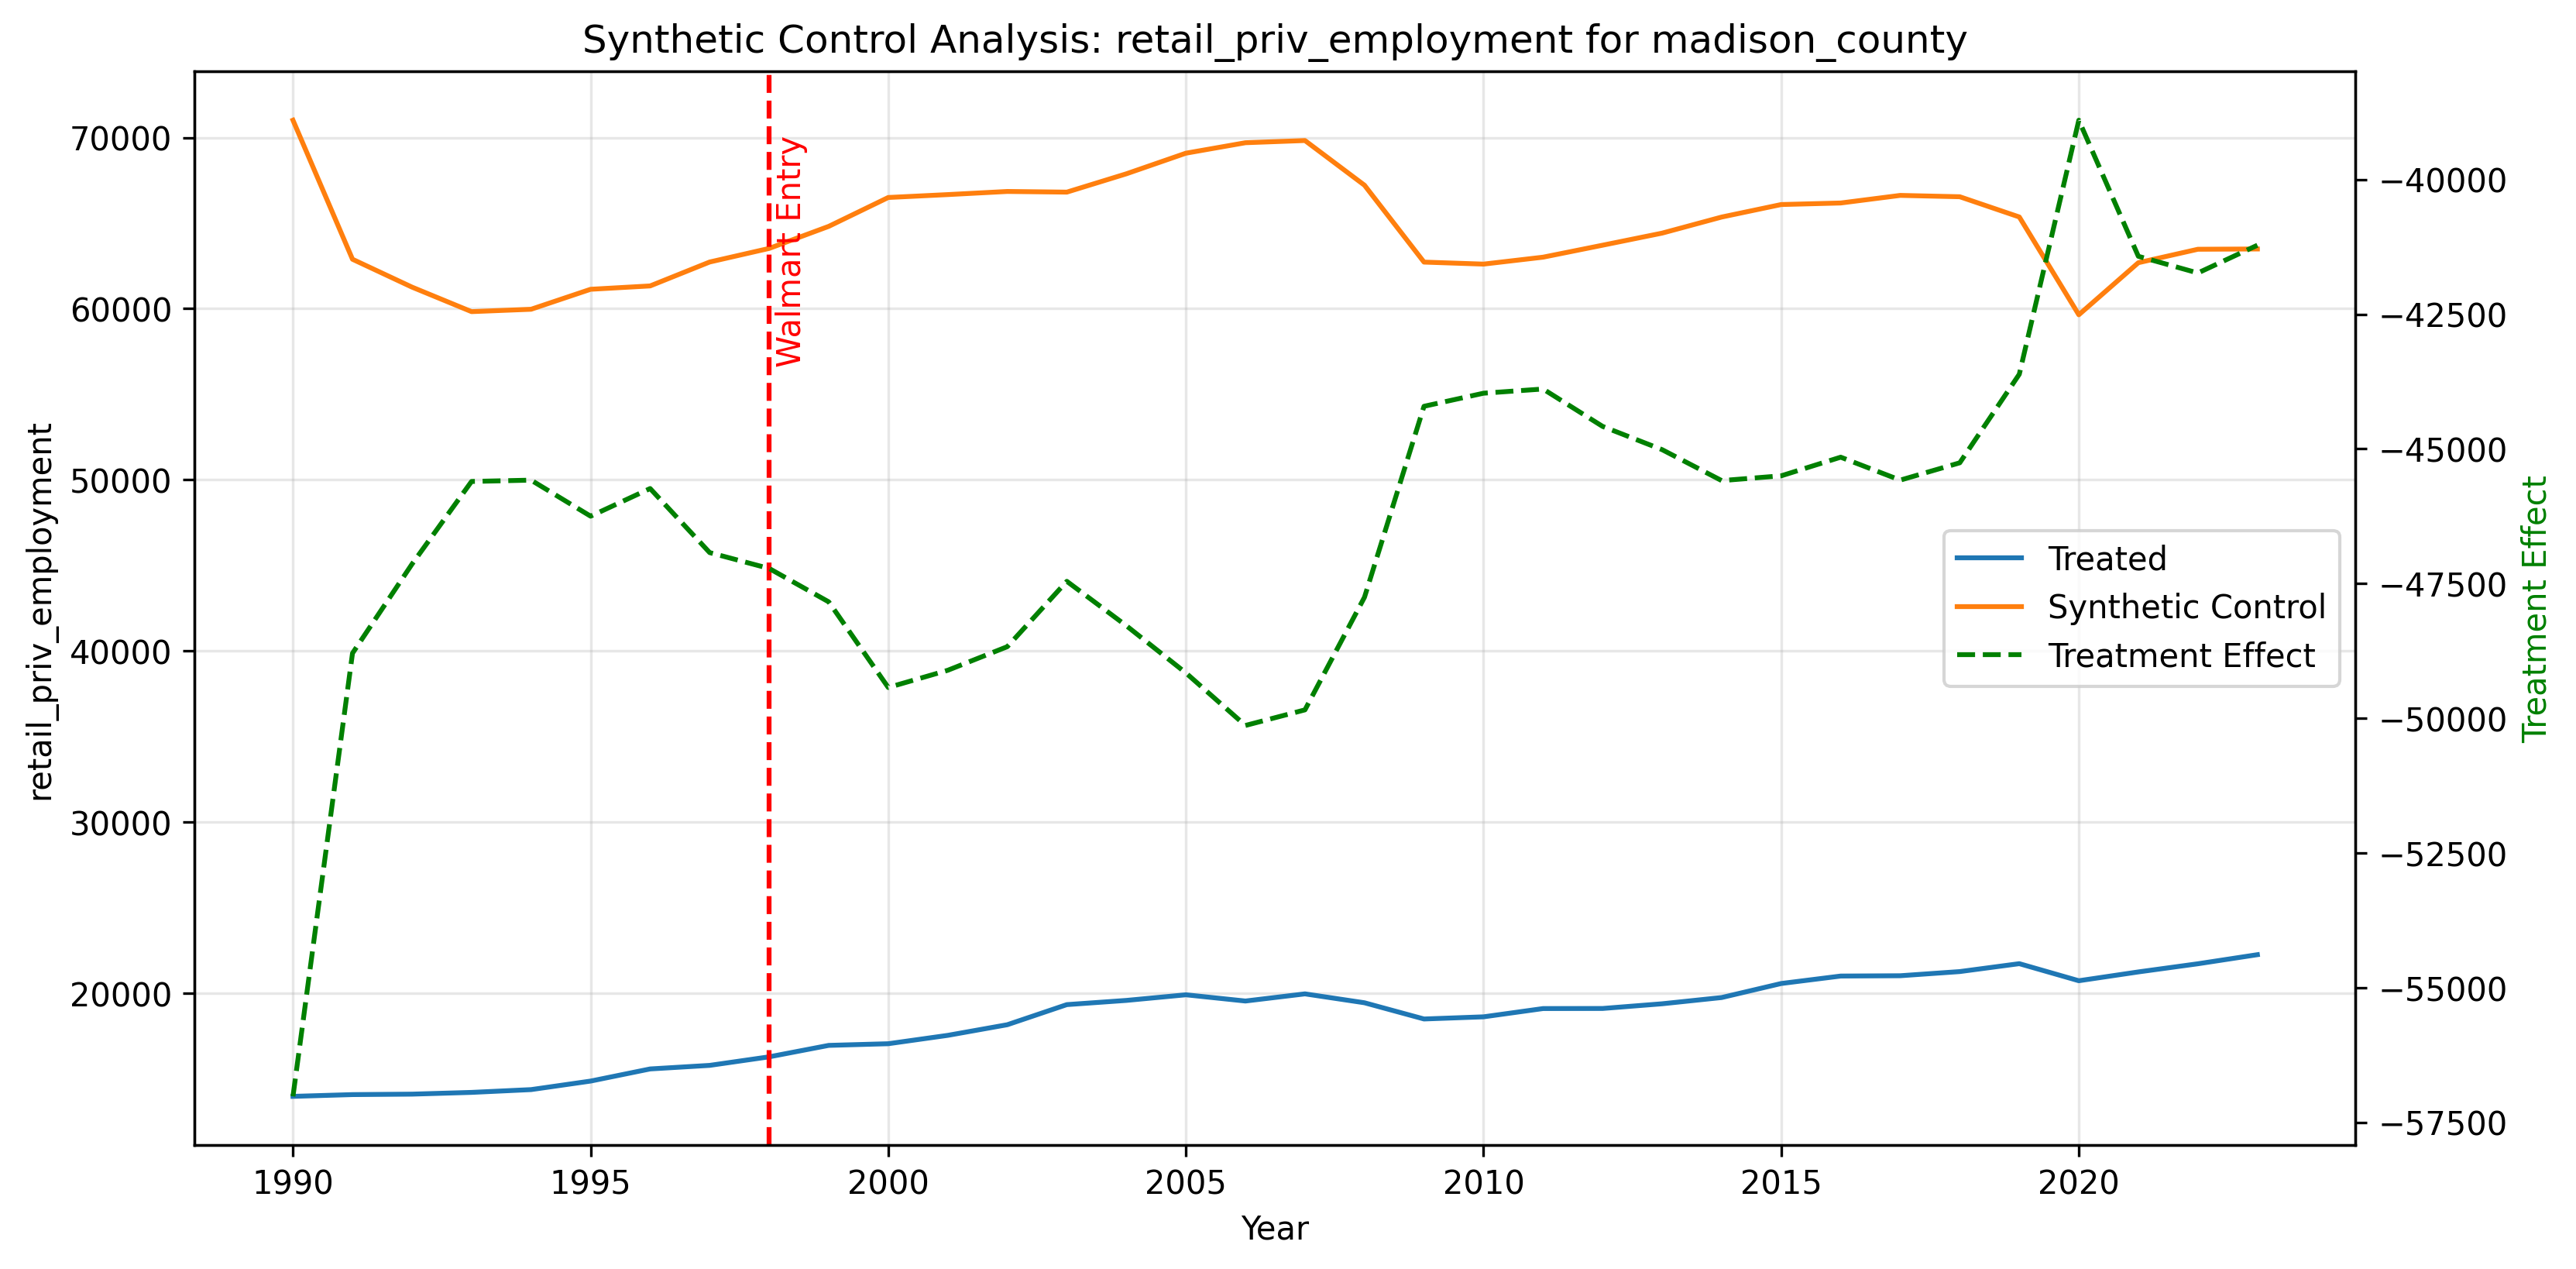 Synthetic Control Analysis: retail_priv_employment for madison_county
retail_priv_employment
70000
60000
50000
40000
30000
20000
Walmart Entry
Treated
Synthetic Control
Treatment Effect
−40000
−42500
−45000
−47500
−50000
−52500
−55000
−57500
Treatment Effect
1990
1995
2000
2005
2010
2015
2020
Year